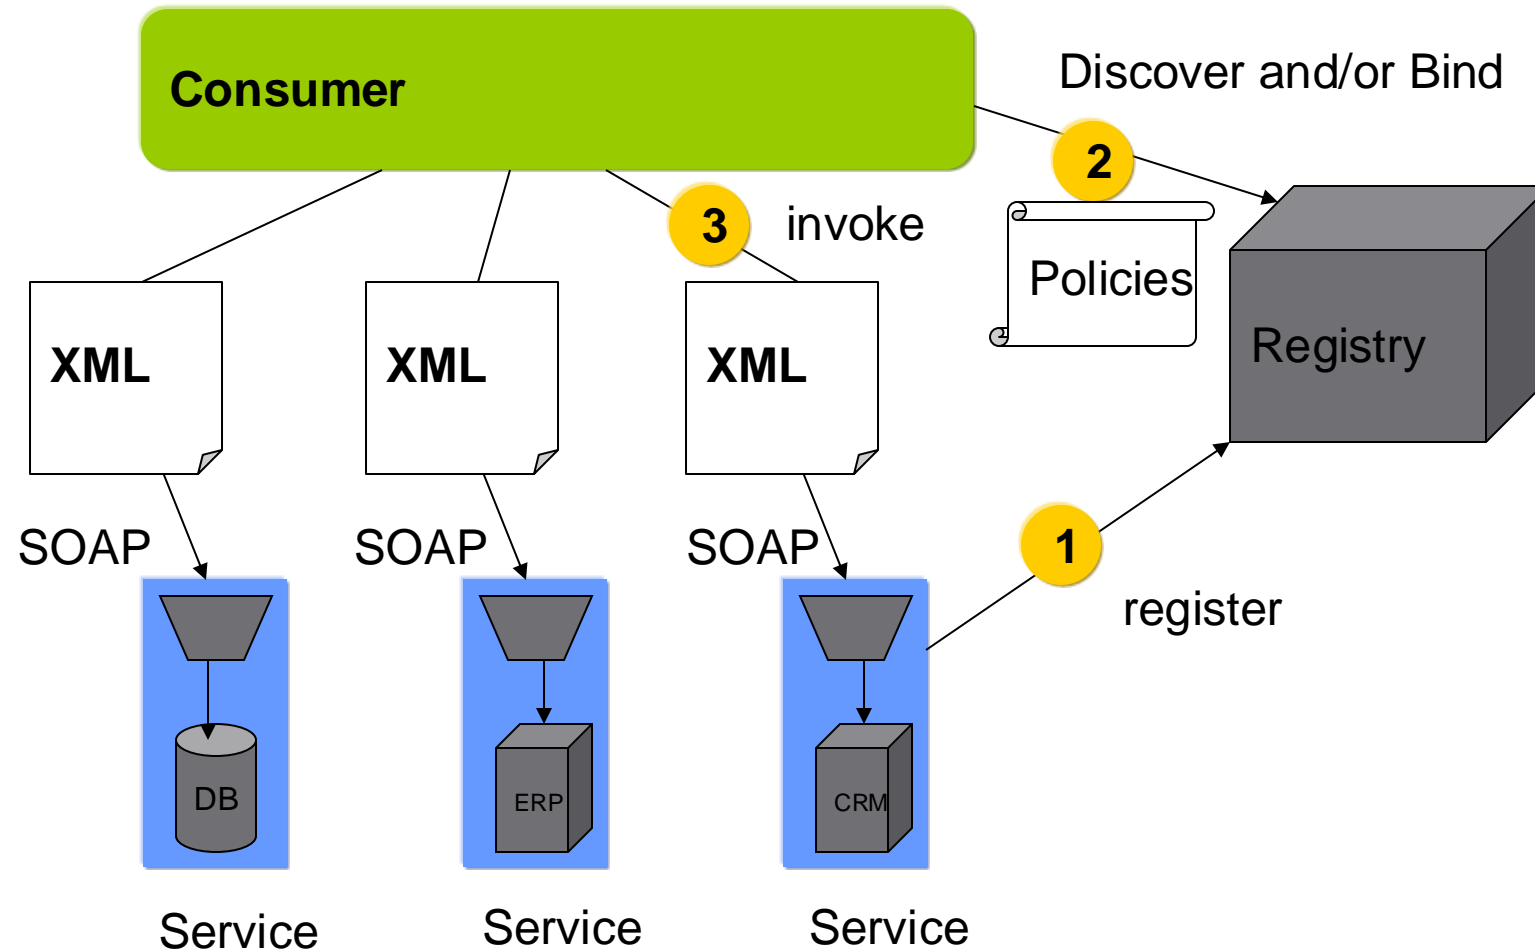 Consumer
Discover and/or Bind
2
3
invoke
Policies
Registry
XML
XML
XML
SOAP
SOAP
SOAP
1
register
DB
ERP
CRM
Service
Service
Service